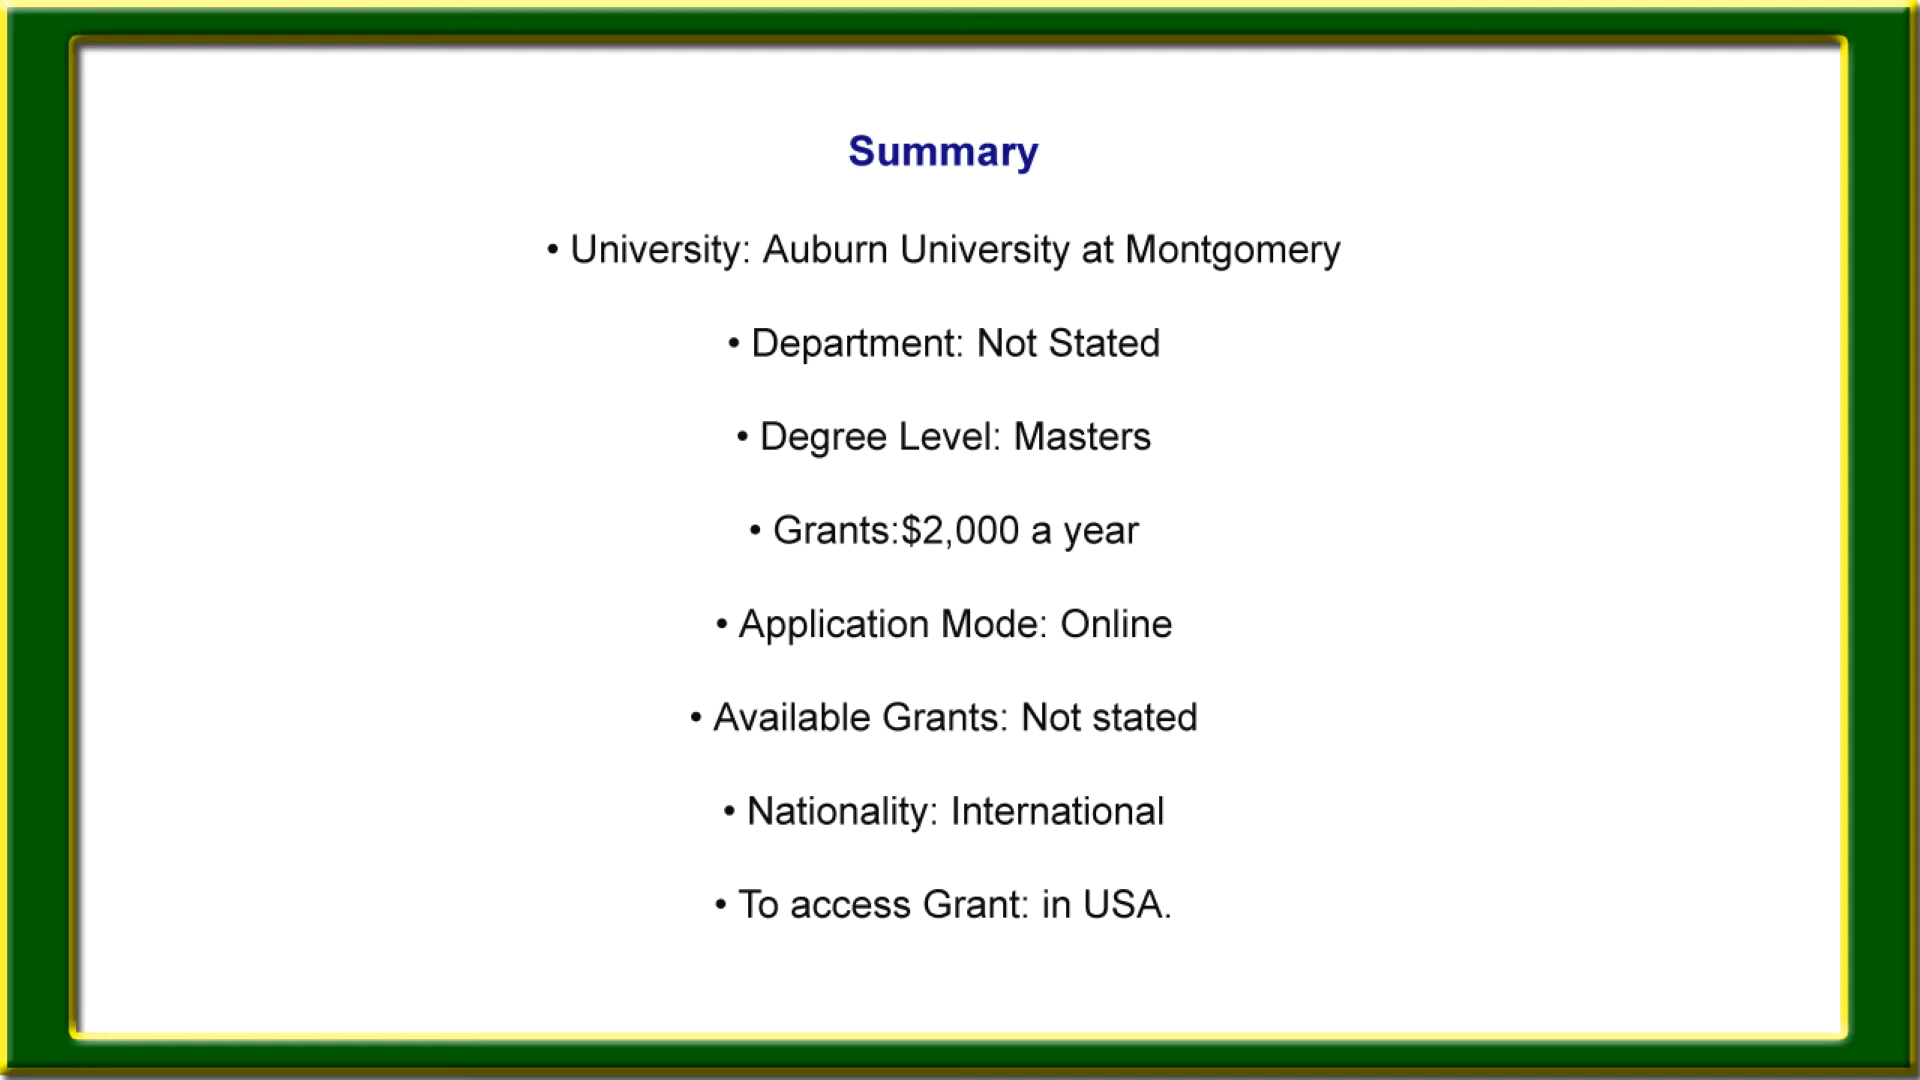 Summary
• University: Auburn University at Montgomery
• Department: Not Stated
• Degree Level: Masters
• Grants:$2,000 a year
• Application Mode: Online
• Available Grants: Not stated
• Nationality: International
• To access Grant: in USA.